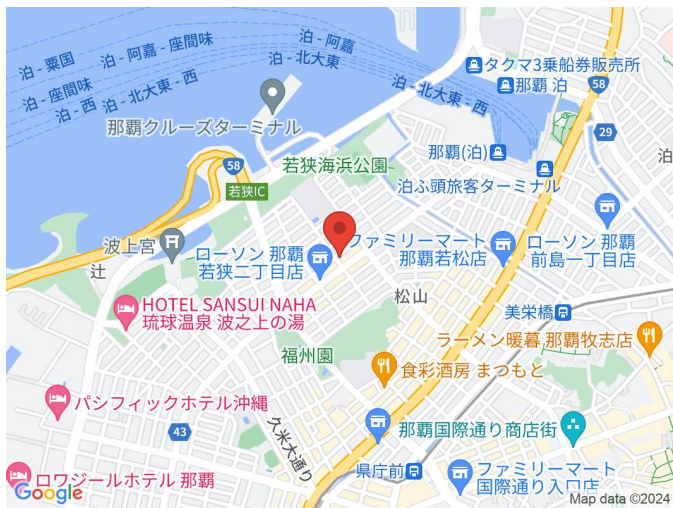 泊 - 粟国
泊 - 阿嘉 - 座間味
泊 - 阿嘉
泊 - 北大東
泊 - 座間味
泊 - 西
泊 - 北大東 - 西
泊 - 北大東 - 西
タクマ3乗船券販売所
那覇 泊
58
那覇クルーズターミナル
29
若狭海浜公園
那覇(泊)
泊
58
若狭IC
泊ふ頭旅客ターミナル
波上宮
辻
ローソン 那覇
若狭二丁目店
ファミリーマート
那覇若松店
ローソン 那覇
前島一丁目店
HOTEL SANSUI NAHA
琉球温泉 波之上の湯
松山
美栄橋
ラーメン暖暮 那覇牧志店
福州園
食彩酒房 まつもと
パシフィックホテル沖縄
43
久米大通り
那覇国際通り商店街
県庁前
ロワジールホテル 那覇
ファミリーマート
国際通り入口店
Google
Map data ©2024